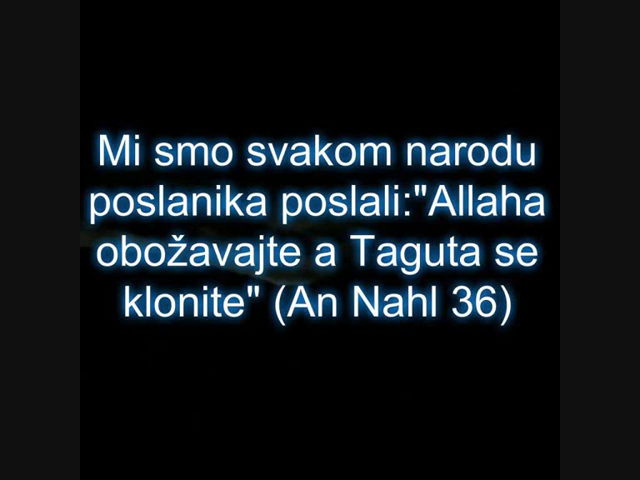 Mi smo svakom narodu
poslanika poslali:"Allaha
obožavajte a Taguta se
klonite" (An Nahl 36)